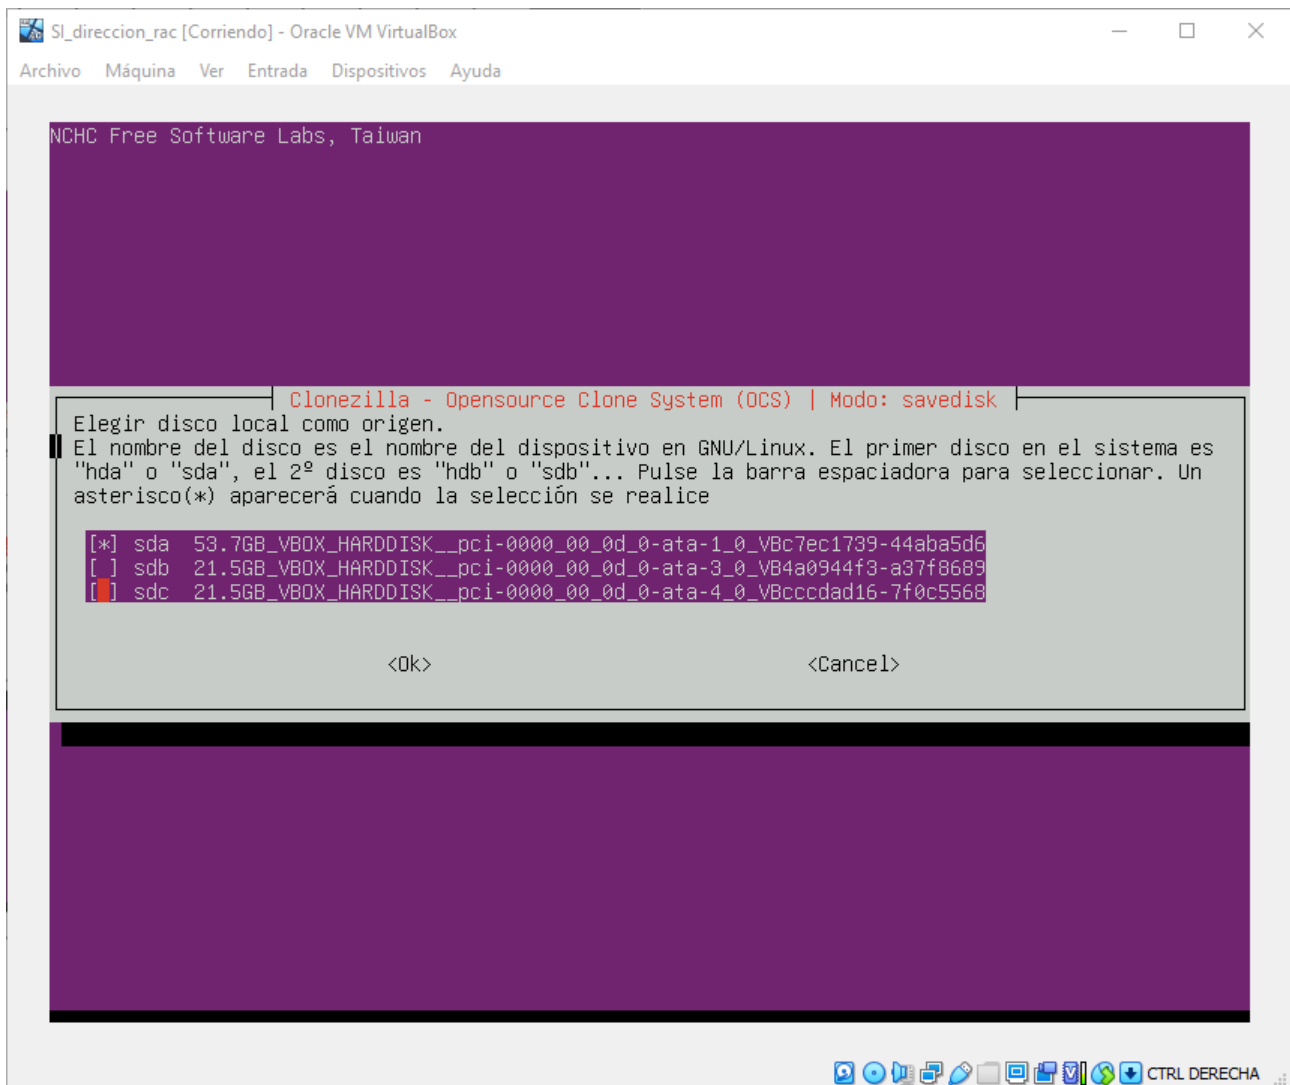 SI_direccion_rac [Corriendo] - Oracle VM VirtualBox
Archivo Máquina Ver Entrada Dispositivos Ayuda
NCHC Free Software Labs, Taiwan
Clonezilla - Opensource Clone System (OCS) | Modo: savedisk
Elegir disco local como origen.
El nombre del disco es el nombre del dispositivo en GNU/Linux. El primer disco en el sistema es
"hda" o "sda", el 2º disco es "hdb" o "sdb"... Pulse la barra espaciadora para seleccionar. Un
asterisco(*) aparecerá cuando la selección se realice
[*] sda 53.7GB_VBOX_HARDDISK__pci-0000_00_0d_0-ata-1_0_VBc7ec1739-44aba5d6
[ ] sdb 21.5GB_VBOX_HARDDISK__pci-0000_00_0d_0-ata-3_0_VB4a0944f3-a37f8689
[ ] sdc 21.5GB_VBOX_HARDDISK__pci-0000_00_0d_0-ata-4_0_VBcccdad16-7f0c5568
<Ok> <Cancel>
CTRL DERECHA